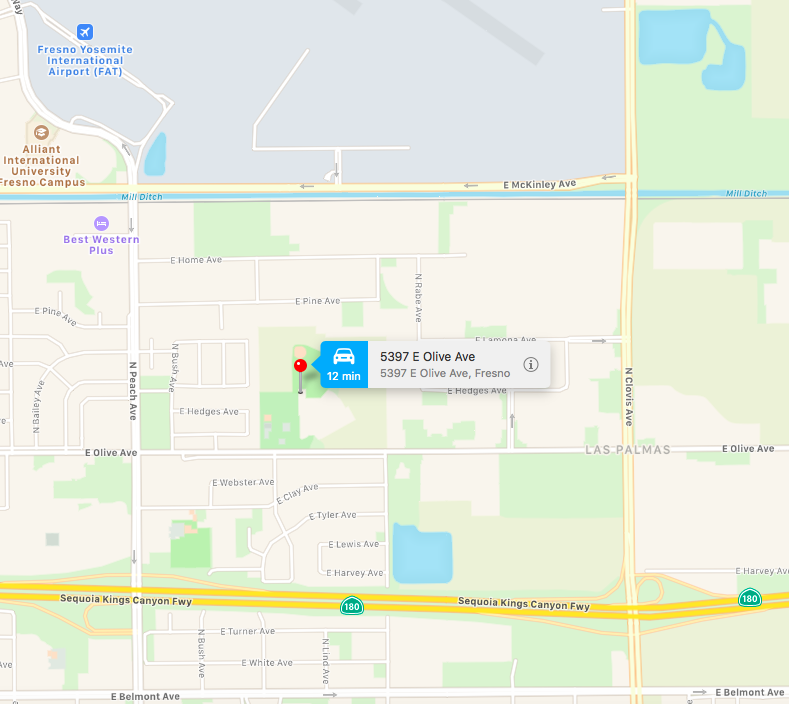 Way
Fresno Yosemite
International
Airport (FAT)
Alliant
International
University
Fresno Campus
E McKinley Ave
Mill Ditch
Mill Ditch
Best Western
Plus
E Home Ave
E Pine Ave
E Pine Ave
N Rabe Ave
E Lamona Ave
N Bush Ave
N Peach Ave
N Bailey Ave
12 min
5397 E Olive Ave
5397 E Olive Ave, Fresno
E Hedges Ave
E Hedges Ave
N Clovis Ave
E Olive Ave
LAS PALMAS
E Olive Ave
E Webster Ave
E Clay Ave
E Tyler Ave
E Lewis Ave
E Harvey Ave
E Harvey Ave
Sequoia Kings Canyon Fwy
180
Sequoia Kings Canyon Fwy
180
E Turner Ave
N Bush Ave
N Lind Ave
E White Ave
E Belmont Ave
E Belmont Ave